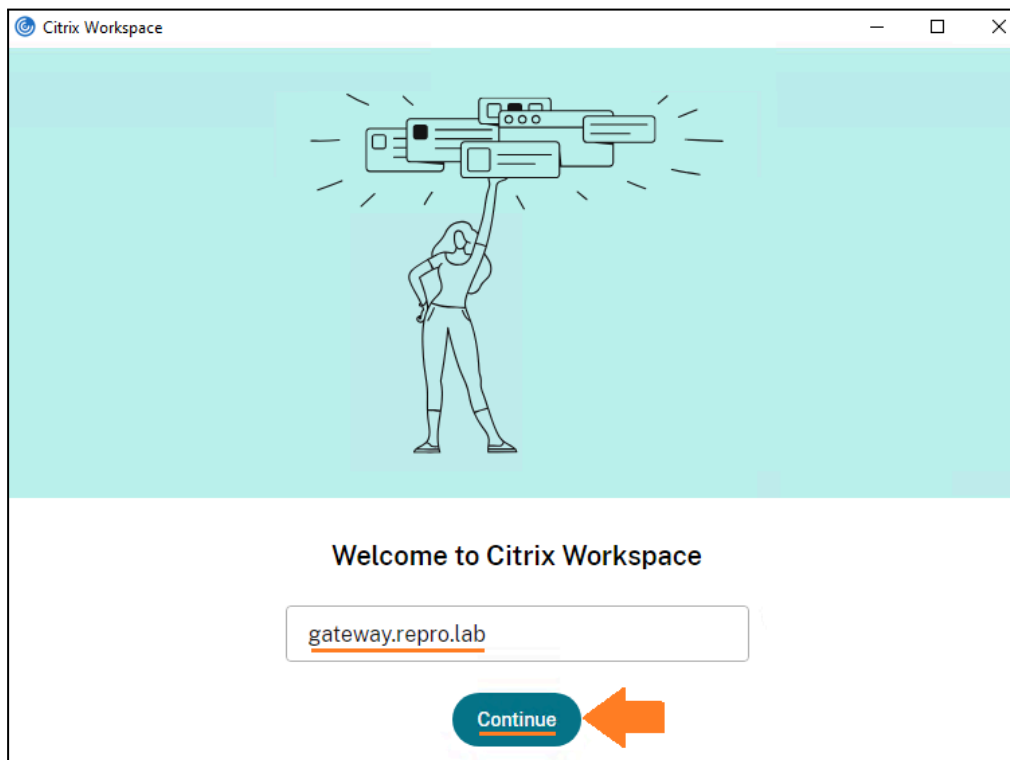 Citrix Workspace
Welcome to Citrix Workspace
gateway.repro.lab
Continue